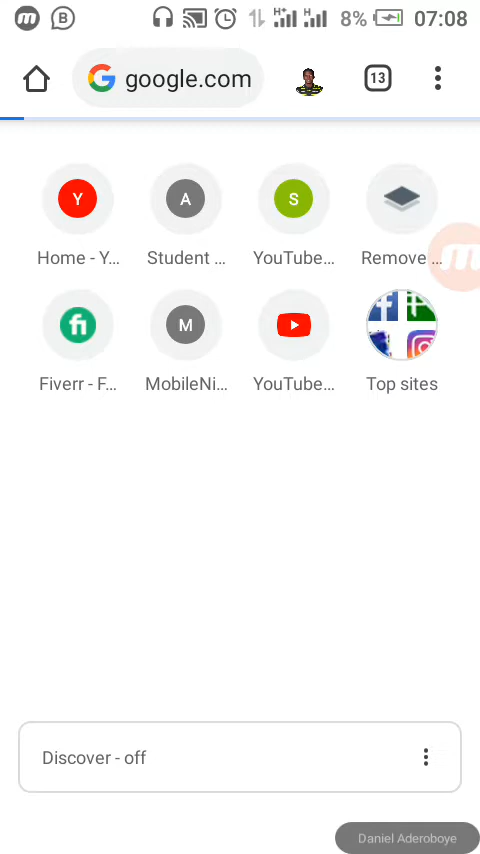 B 8% 07:08
google.com 13
Y A S
Home - Y... Student ... YouTube... Remove ...
fi M
Fiverr - F... MobileNi... YouTube... Top sites
Discover - off
Daniel Aderoboye